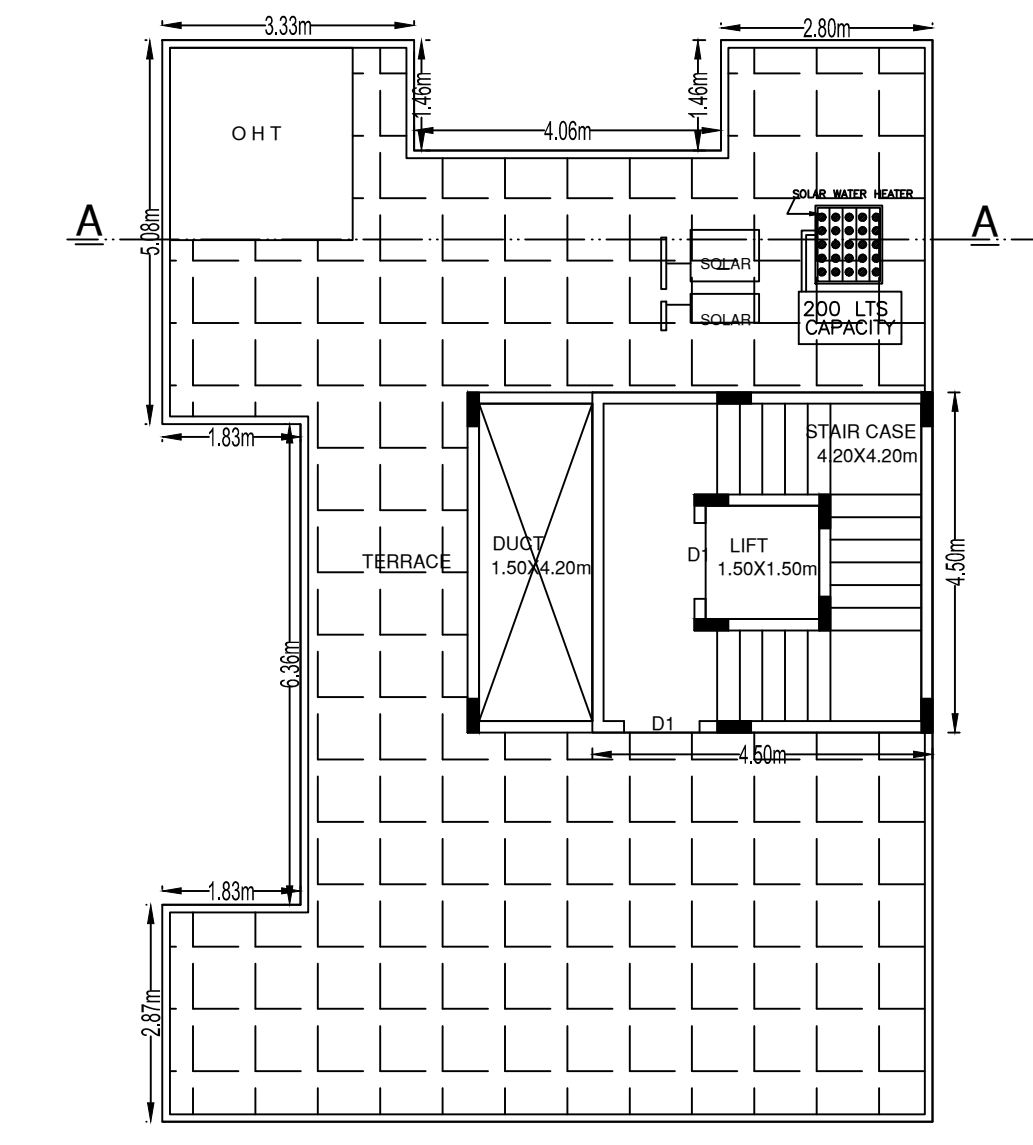 3.33m
2.80m
1.46m
1.46m
4.06m
O H T
SOLAR WATER HEATER
A
A
5.08m
SOLAR
200 LTS
CAPACITY
SOLAR
1.83m
STAIR CASE
4.20X4.20m
TERRACE
DUCT
1.50X4.20m
D1
LIFT
1.50X1.50m
4.50m
6.36m
D1
4.50m
1.83m
2.87m